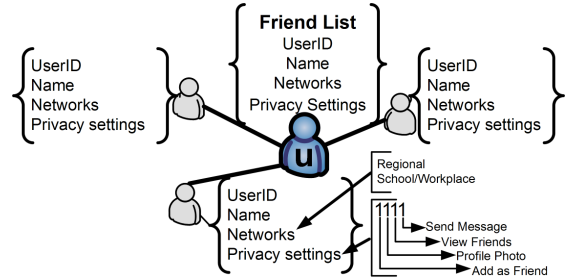 Friend List
UserID
Name
Networks
Privacy Settings
UserID
Name
Networks
Privacy settings
UserID
Name
Networks
Privacy settings
u
UserID
Name
Networks
Privacy settings
Regional
School/Workplace
1111
Send Message
View Friends
Profile Photo
Add as Friend